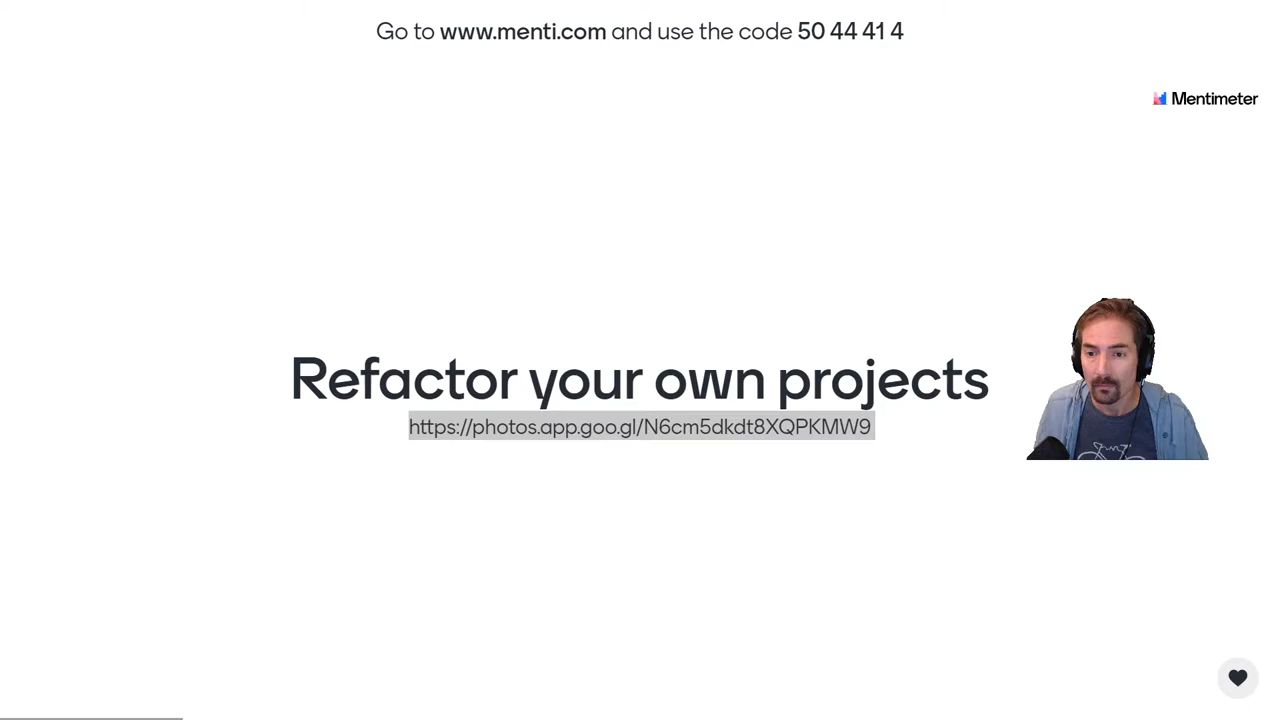 Go to www.menti.com and use the code 50 44 41 4
Mentimeter
Refactor your own projects
https://photos.app.goo.gl/N6cm5dkdt8XQPKMW9